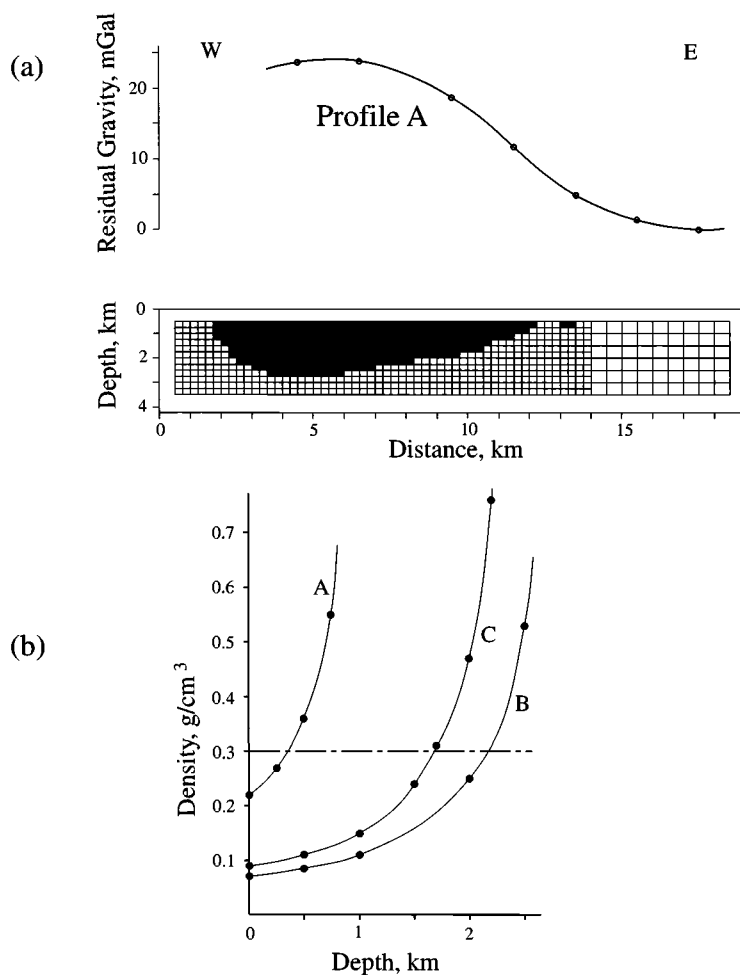 (a)
W
E
Residual Gravity, mGal
20
10
0
Profile A
Depth, km
0
2
4
0
5
10
15
Distance, km
(b)
Density, g/cm³
0.7
0.6
0.5
0.4
0.3
0.2
0.1
A
C
B
0
1
2
Depth, km